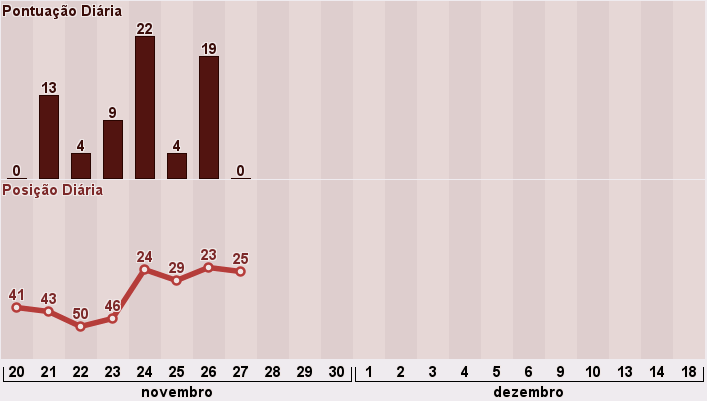 Pontuação Diária
0 13 4 9 22 4 19 0
Posição Diária
41 43 50 46 24 29 23 25
20 21 22 23 24 25 26 27 28 29 30 1 2 3 4 5 6 9 10 13 14 18
novembro dezembro